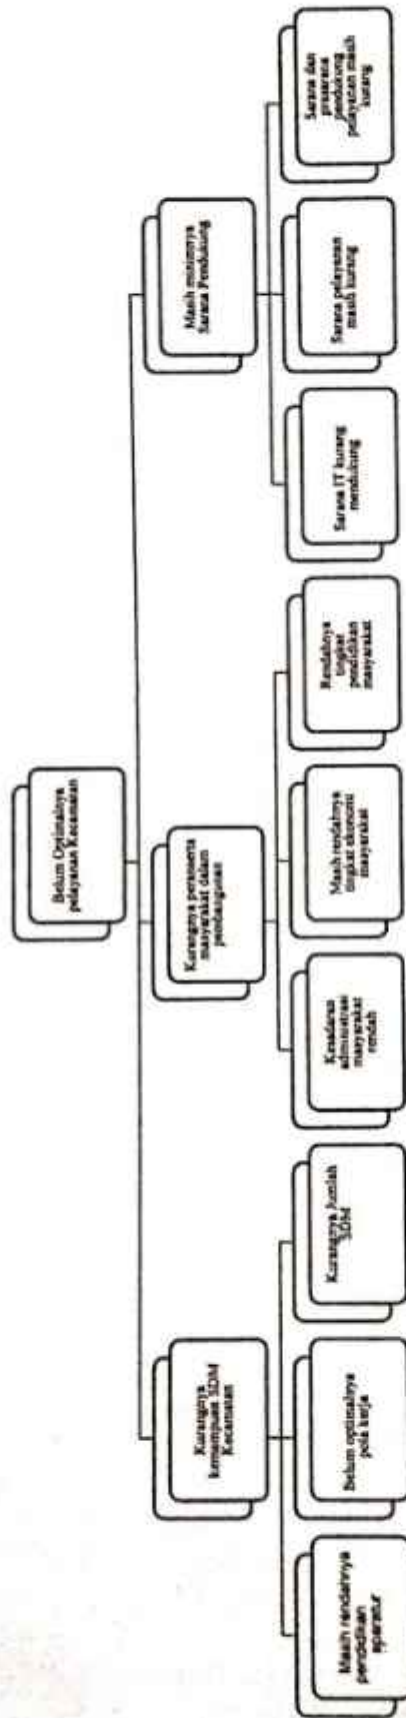 Belum Optimalnya
pelayanan Kecamatan
Kurangnya
kemampuan SDM
Kecamatan
Kurangnya peranserta
masyarakat dalam
pembangunan
Masih minimnya
Sarana Pendukung
Masih rendahnya
pendidikan
aparatur
Belum optimalnya
pola kerja
Kurangnya Jumlah
SDM
Kesadaran
administrasi
masyarakat
rendah
Masih rendahnya
tingkat ekonomi
masyarakat
Rendahnya
tingkat
pendidikan
masyarakat
Sarana IT kurang
mendukung
Sarana pelayanan
masih kurang
Sarana dan
prasarana
pendukung
pelayanan masih
kurang